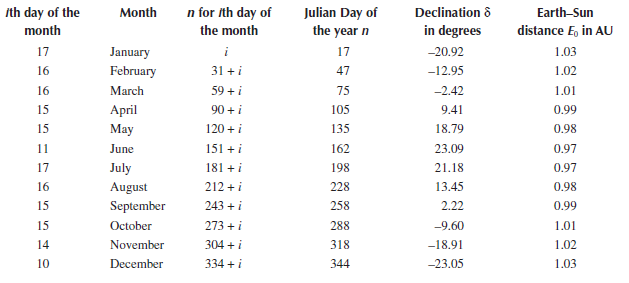 Ith day of the month Month n for Ith day of the month Julian Day of the year n Declination δ in degrees Earth–Sun distance E₀ in AU
17 January i 17 –20.92 1.03
16 February 31 + i 47 –12.95 1.02
16 March 59 + i 75 –2.42 1.01
15 April 90 + i 105 9.41 0.99
15 May 120 + i 135 18.79 0.98
11 June 151 + i 162 23.09 0.97
17 July 181 + i 198 21.18 0.97
16 August 212 + i 228 13.45 0.98
15 September 243 + i 258 2.22 0.99
15 October 273 + i 288 –9.60 1.01
14 November 304 + i 318 –18.91 1.02
10 December 334 + i 344 –23.05 1.03